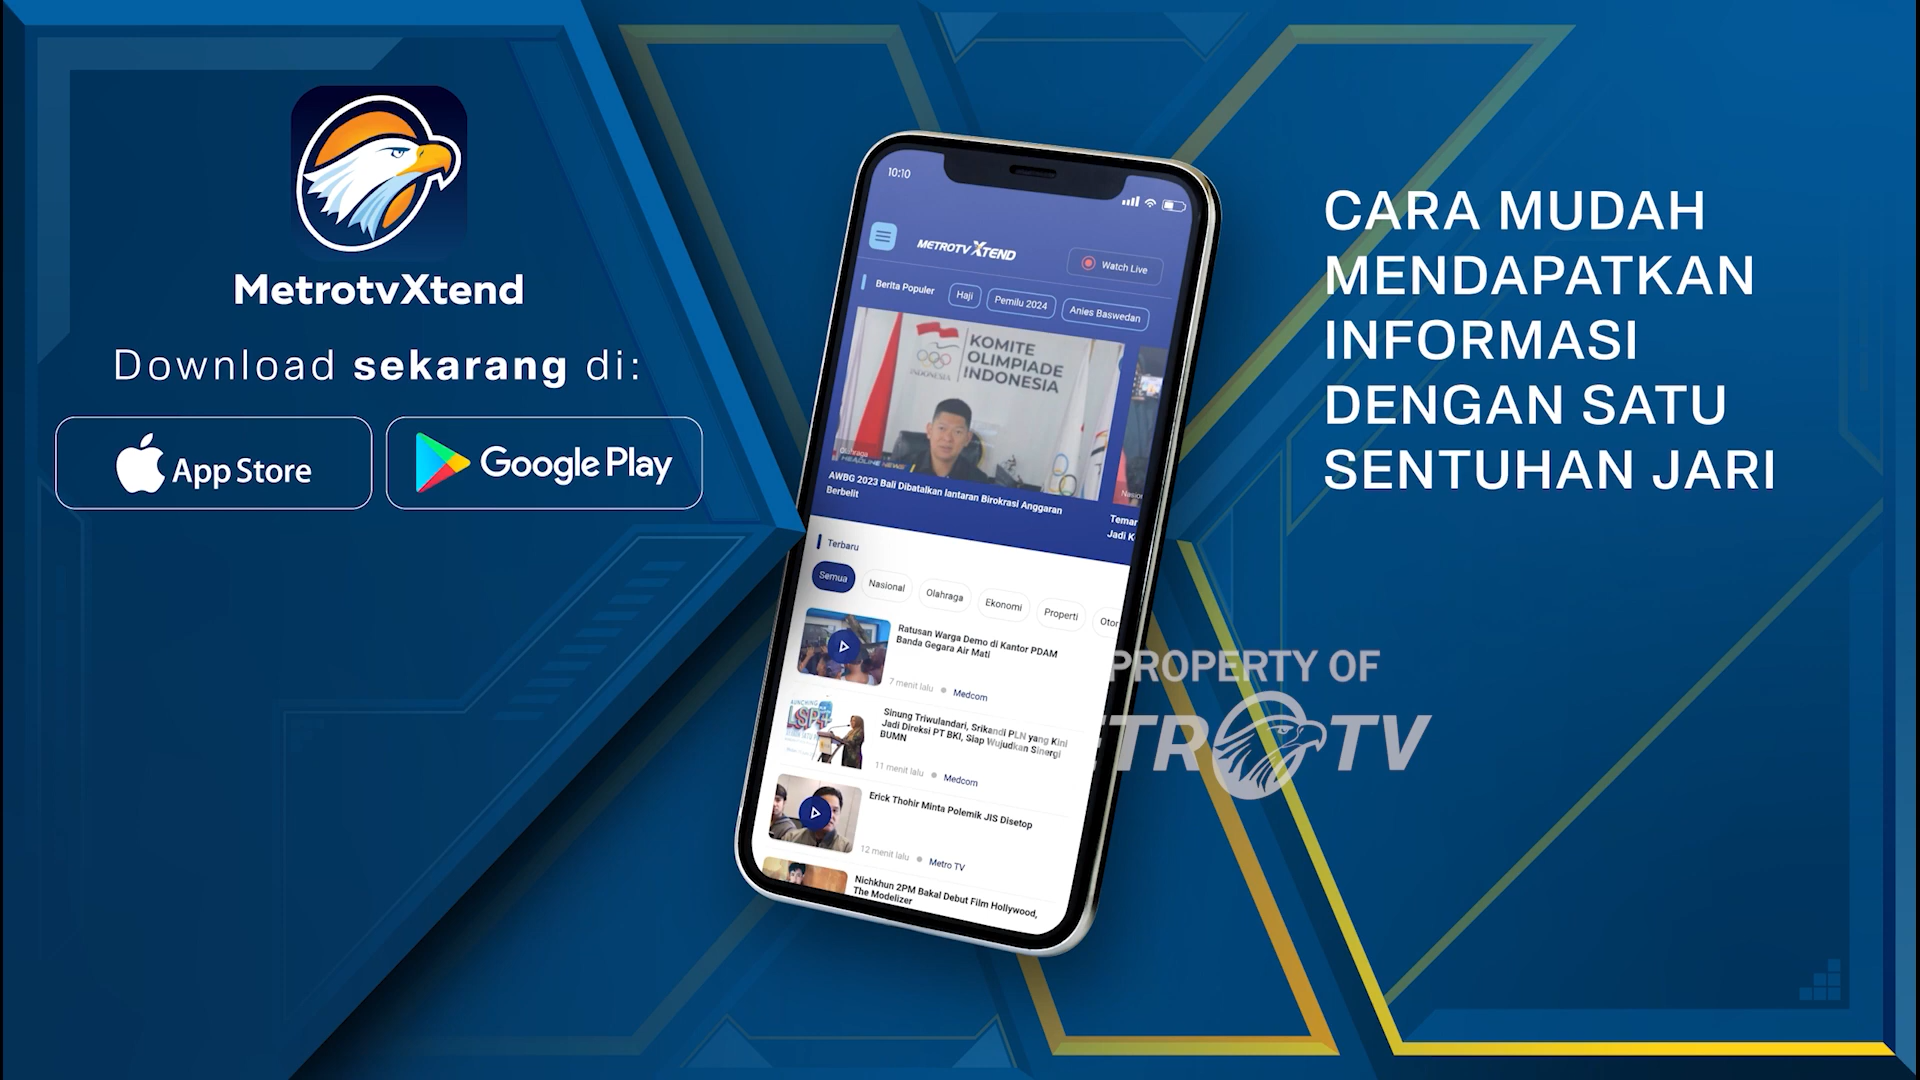 MetrotvXtend
Download sekarang di:
App Store
Google Play
10:10
METROTV XTEND
Watch Live
Berita Populer
Haji
Pemilu 2024
Anies Baswedan
INDONESIA
KOMITE
OLIMPIADE
INDONESIA
Olahraga
HEADLINE NEWS
AWBG 2023 Bali Dibatalkan lantaran Birokrasi Anggaran
Berbelit
Terbaru
Semua
Nasional
Olahraga
Ekonomi
Properti
Ratusan Warga Demo di Kantor PDAM
Banda Gegara Air Mati
7 menit lalu
Medcom
Sinung Triwulandari, Srikandi PLN yang Kini
Jadi Direksi PT BKI, Siap Wujudkan Sinergi
BUMN
11 menit lalu
Medcom
Erick Thohir Minta Polemik JIS Disetop
12 menit lalu
Metro TV
Nichkhun 2PM Bakal Debut Film Hollywood,
The Modelizer
CARA MUDAH
MENDAPATKAN
INFORMASI
DENGAN SATU
SENTUHAN JARI
PROPERTY OF
TV